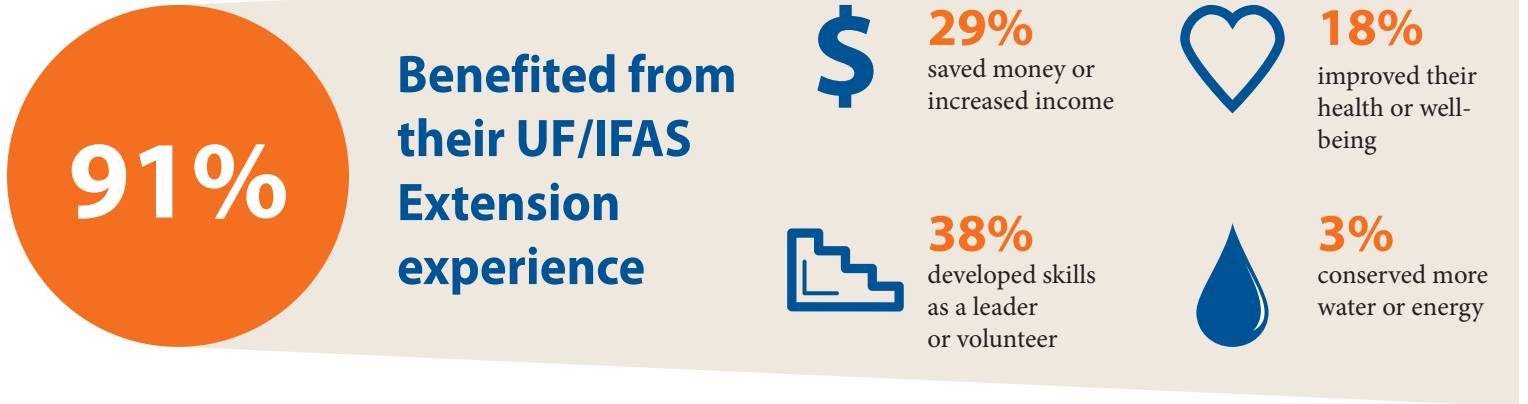 91%
Benefited from
their UF/IFAS
Extension
experience
$
29%
saved money or
increased income
18%
improved their
health or well-
being
38%
developed skills
as a leader
or volunteer
3%
conserved more
water or energy